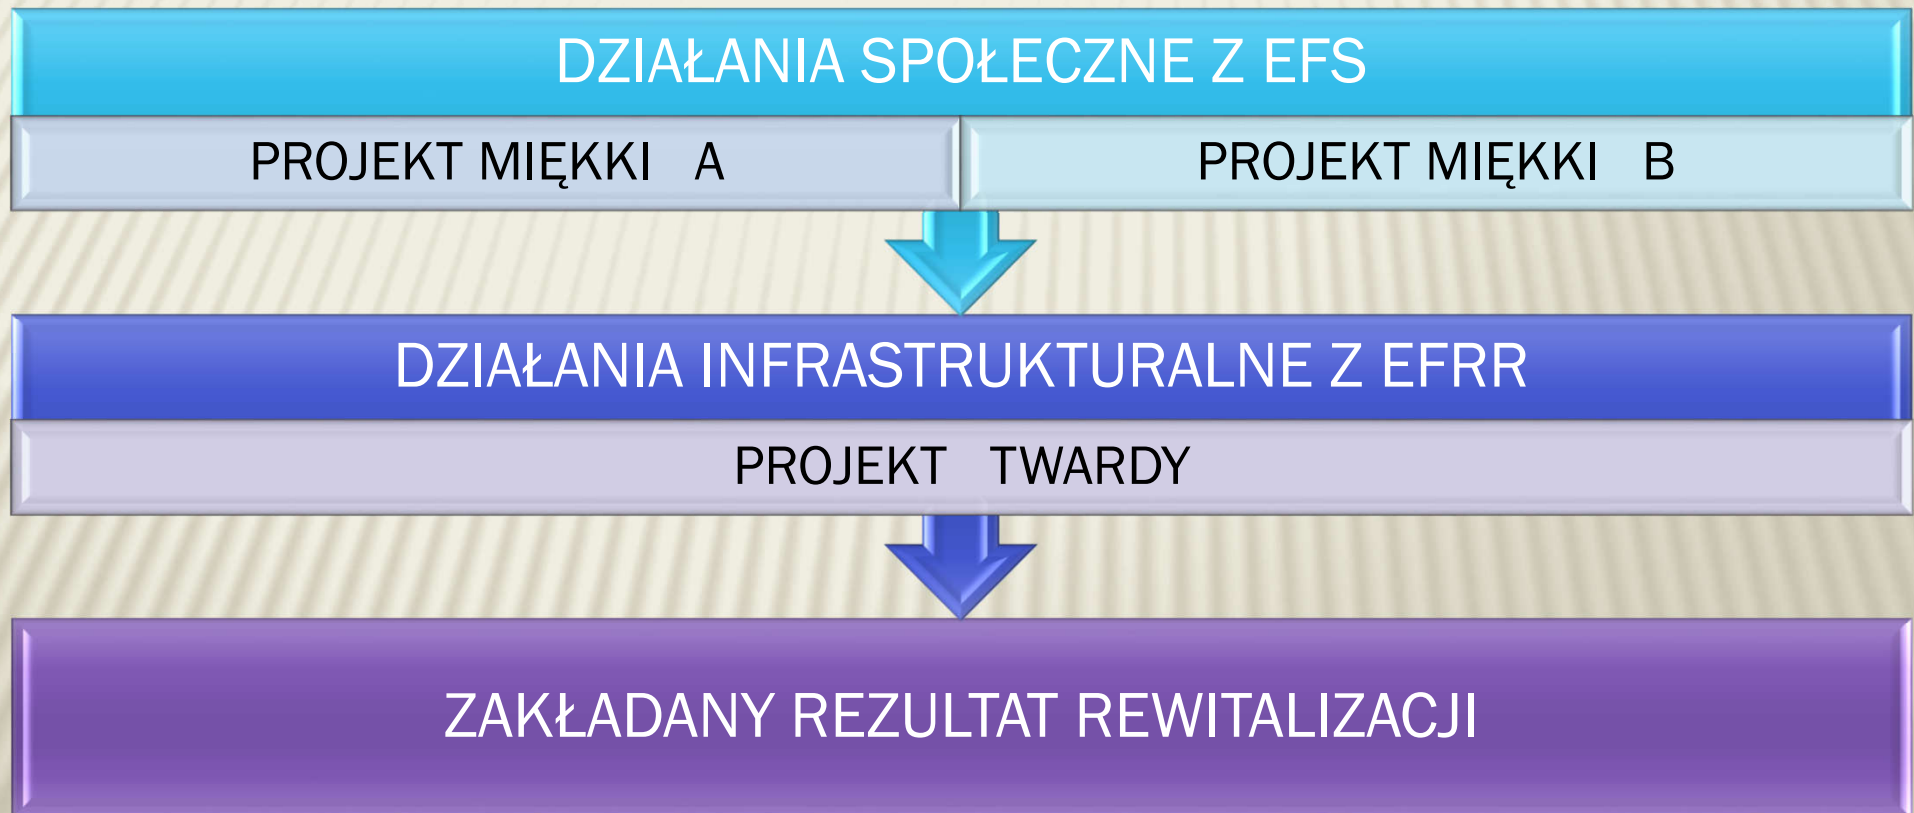 DZIAŁANIA SPOŁECZNE Z EFS
PROJEKT MIĘKKI A
PROJEKT MIĘKKI B
DZIAŁANIA INFRASTRUKTURALNE Z EFRR
PROJEKT TWARDY
ZAKŁADANY REZULTAT REWITALIZACJI